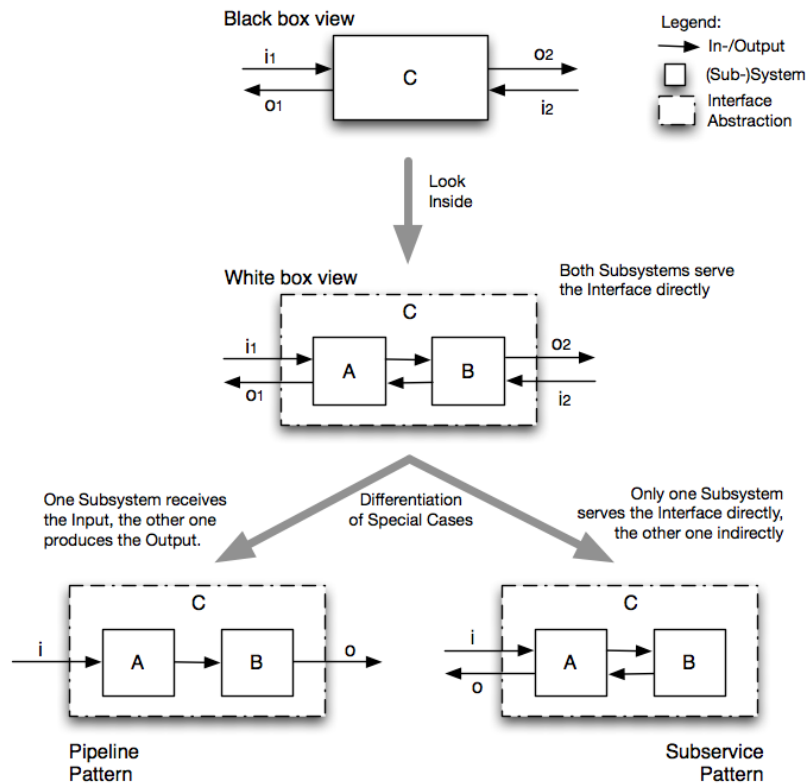 Black box view
Legend:
In-/Output
(Sub-)System
Interface
Abstraction
i1
o1
C
o2
i2
Look
Inside
White box view
Both Subsystems serve
the Interface directly
C
i1
o1
A
B
o2
i2
One Subsystem receives
the Input, the other one
produces the Output.
Differentiation
of Special Cases
Only one Subsystem
serves the Interface directly,
the other one indirectly
C
i
A
B
o
Pipeline
Pattern
C
i
o
A
B
Subservice
Pattern